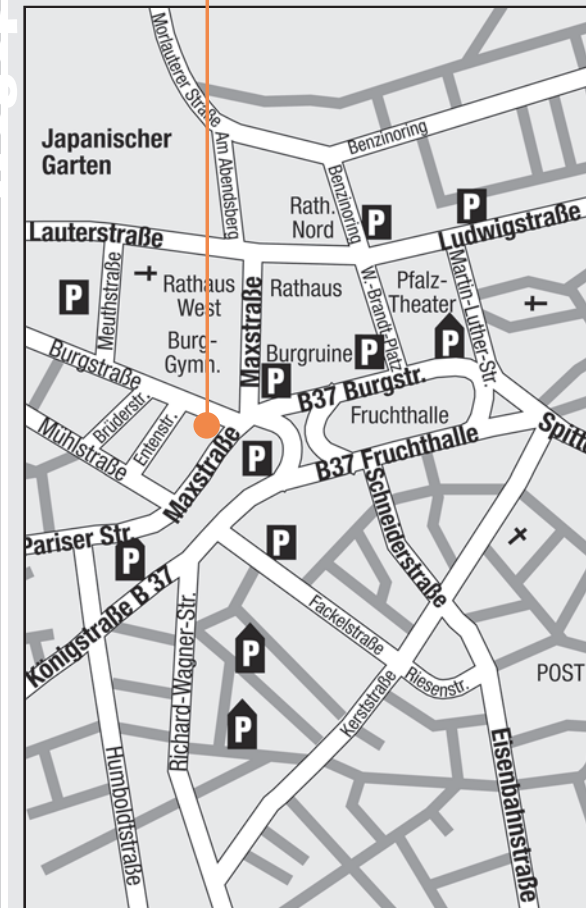 Morlauterer Straße
Am Abendsberg
Benzinoring
Benzinoring
Japanischer
Garten
Rath.
Nord
P
P
Lauterstraße
Ludwigstraße
Meuthstraße
P
Rathaus
West
Rathaus
Maxstraße
W.-Brandt-Platz
Pfalz-
Theater
Martin-Luther-Str.
P
Burg-
Gymn.
Burgruine
P
P
Burgstraße
B37 Burgstr.
Fruchthalle
Brüderstr.
Entenstr.
Mühlstraße
Maxstraße
P
B37 Fruchthalle
Spitt
Schneiderstraße
Pariser Str.
P
P
Königstraße B 37
Fackelstraße
Richard-Wagner-Str.
P
P
Kerststraße
Riesenstr.
POST
Humboldtstraße
Eisenbahnstraße